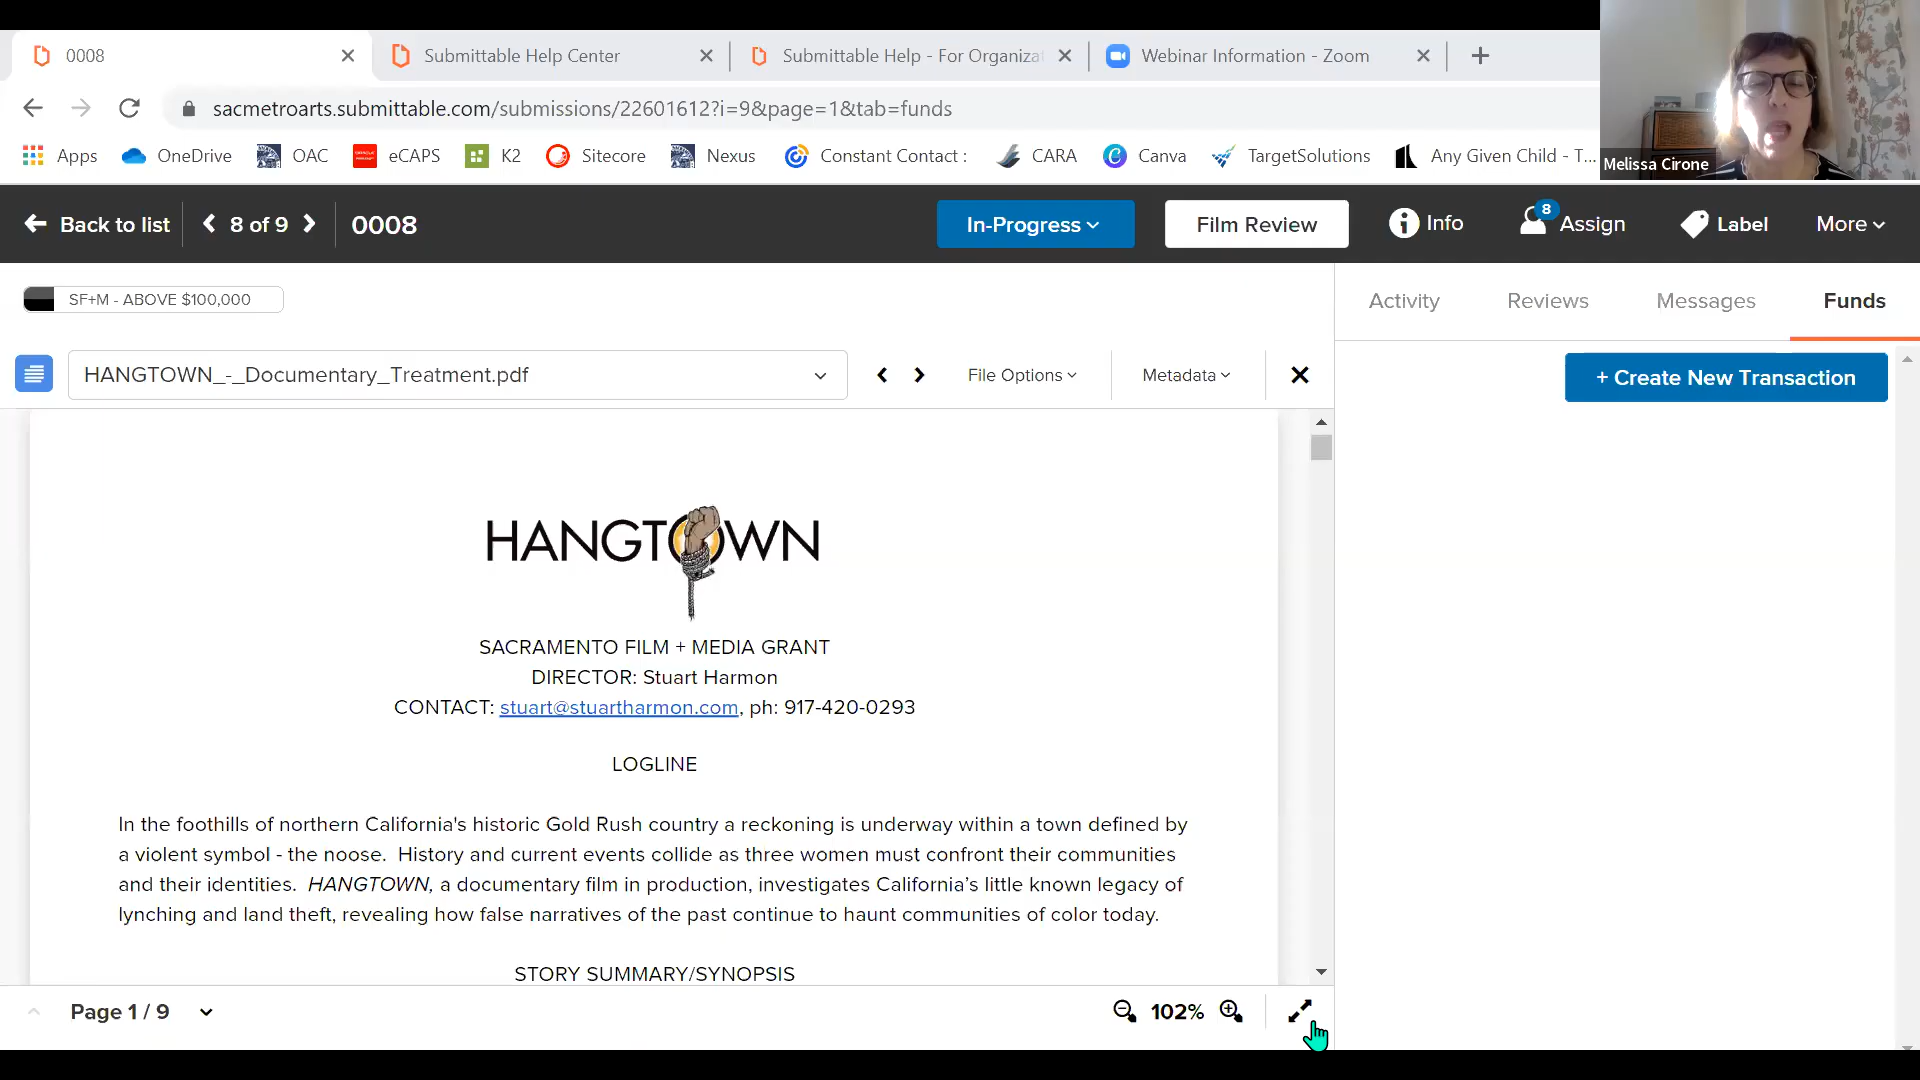 0008
Submittable Help Center
Submittable Help - For Organiza
Webinar Information - Zoom
sacmetroarts.submittable.com/submissions/22601612?i=9&page=1&tab=funds
Apps
OneDrive
OAC
eCAPS
K2
Sitecore
Nexus
Constant Contact :
CARA
Canva
TargetSolutions
Any Given Child - T...
Melissa Cirone
Back to list
8 of 9
0008
In-Progress
Film Review
Info
8
Assign
Label
More
SF+M - ABOVE $100,000
Activity
Reviews
Messages
Funds
HANGTOWN_-_Documentary_Treatment.pdf
File Options
Metadata
+ Create New Transaction
HANGTOWN
SACRAMENTO FILM + MEDIA GRANT
DIRECTOR: Stuart Harmon
CONTACT: stuart@stuartharmon.com, ph: 917-420-0293
LOGLINE
In the foothills of northern California's historic Gold Rush country a reckoning is underway within a town defined by
a violent symbol - the noose. History and current events collide as three women must confront their communities
and their identities. HANGTOWN, a documentary film in production, investigates California's little known legacy of
lynching and land theft, revealing how false narratives of the past continue to haunt communities of color today.
STORY SUMMARY/SYNOPSIS
Page 1 / 9
102%